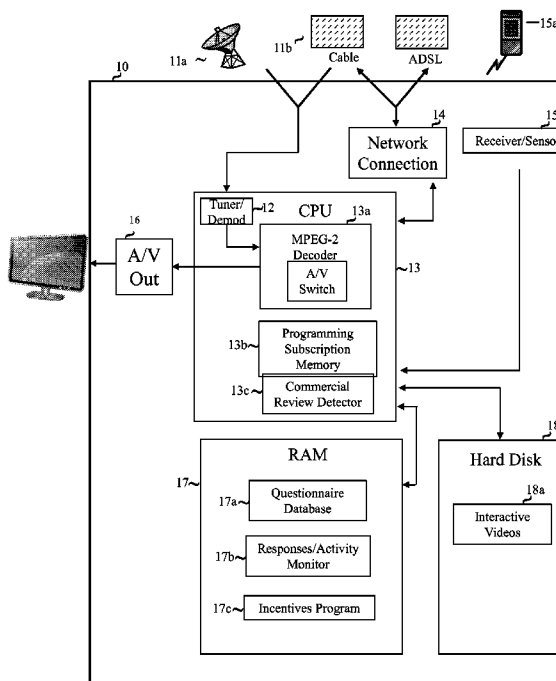 15a
11b
11a
Cable
ADSL
10
14
15
Network
Connection
Receiver/Senso
Tuner/
Demod
12
CPU
13a
16
A/V
Out
MPEG-2
Decoder
A/V
Switch
13
13b
Programming
Subscription
Memory
13c
Commercial
Review Detector
RAM
18
Hard Disk
17
17a
Questionnaire
Database
18a
Interactive
Videos
17b
Responses/Activity
Monitor
17c
Incentives Program